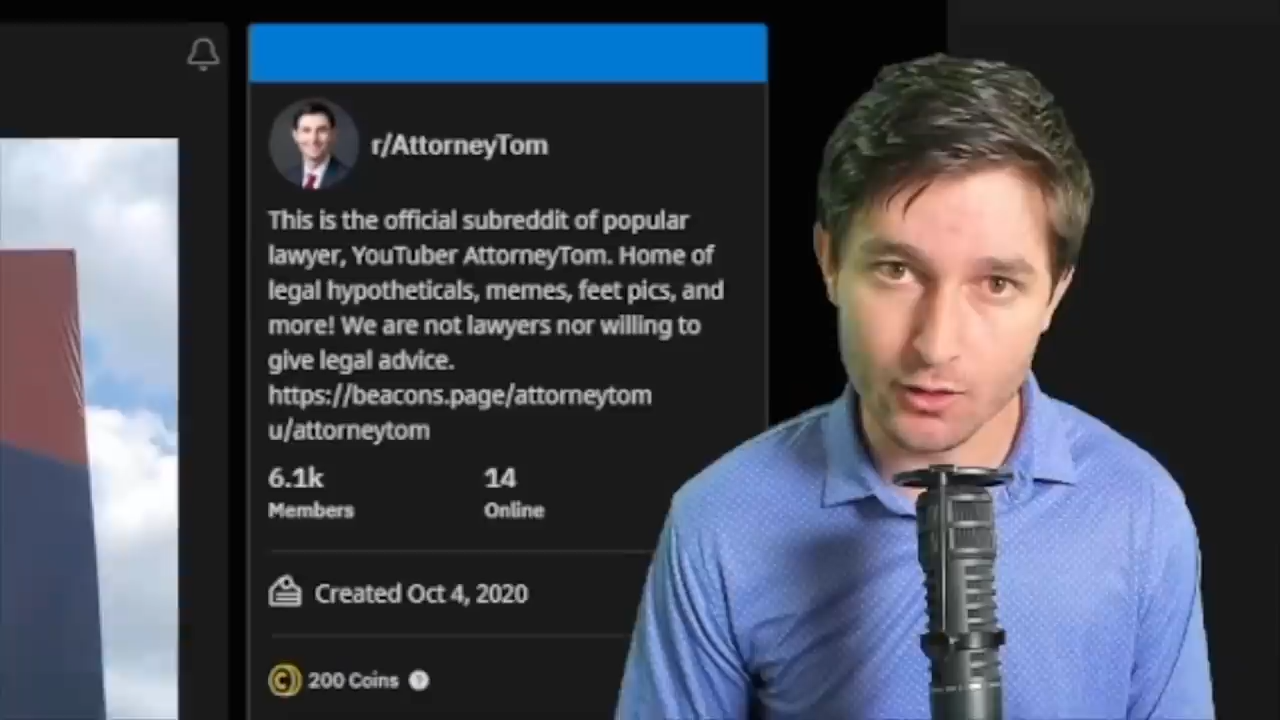 r/AttorneyTom
This is the official subreddit of popular
lawyer, YouTuber AttorneyTom. Home of
legal hypotheticals, memes, feet pics, and
more! We are not lawyers nor willing to
give legal advice.
https://beacons.page/attorneytom
u/attorneytom
6.1k
14
Members
Online
Created Oct 4, 2020
200 Coins